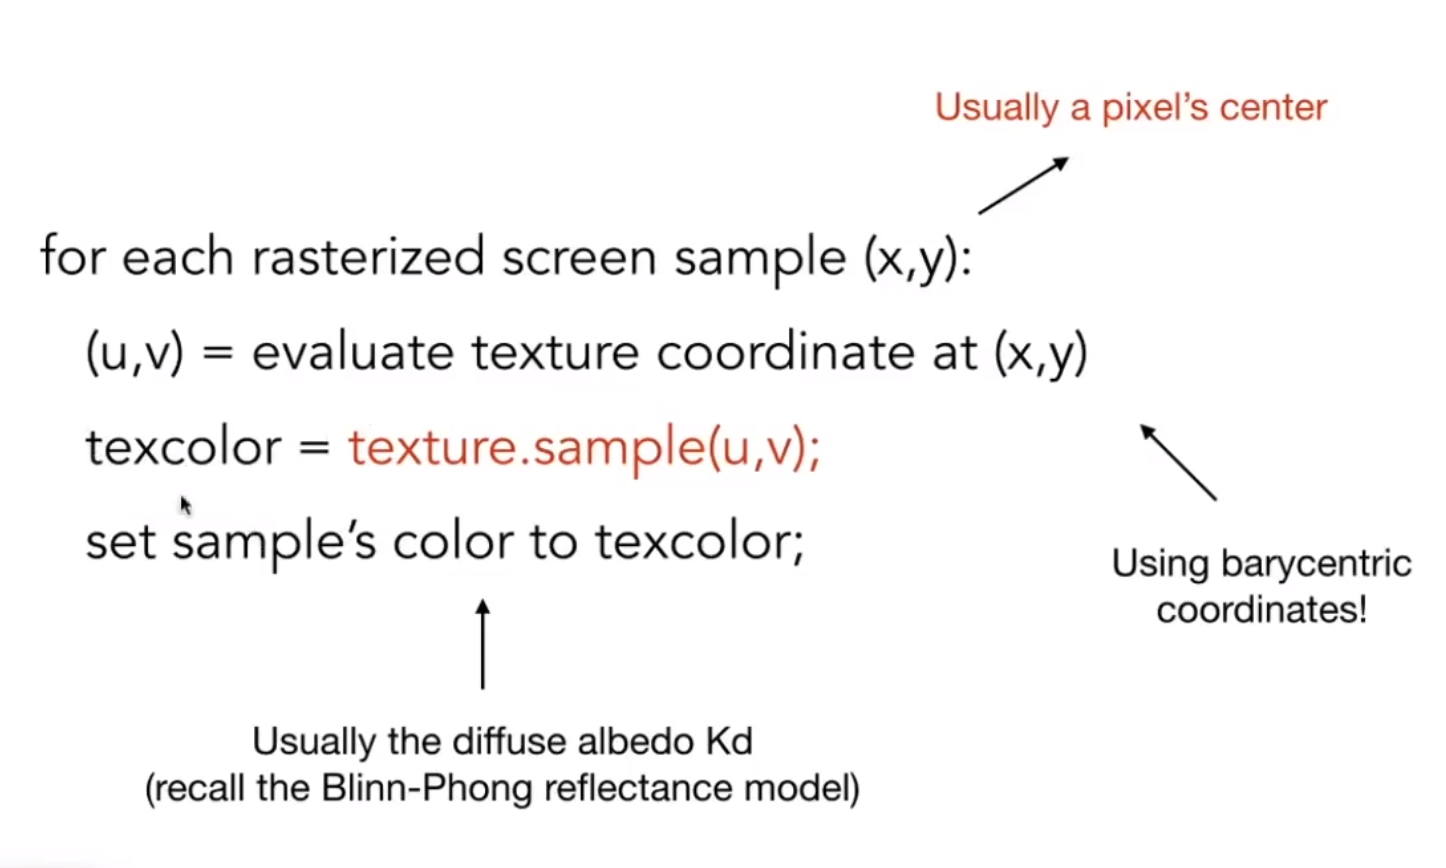 Usually a pixel’s center
for each rasterized screen sample (x,y):
(u,v) = evaluate texture coordinate at (x,y)
texcolor = texture.sample(u,v);
set sample’s color to texcolor;
Using barycentric
coordinates!
Usually the diffuse albedo Kd
(recall the Blinn-Phong reflectance model)